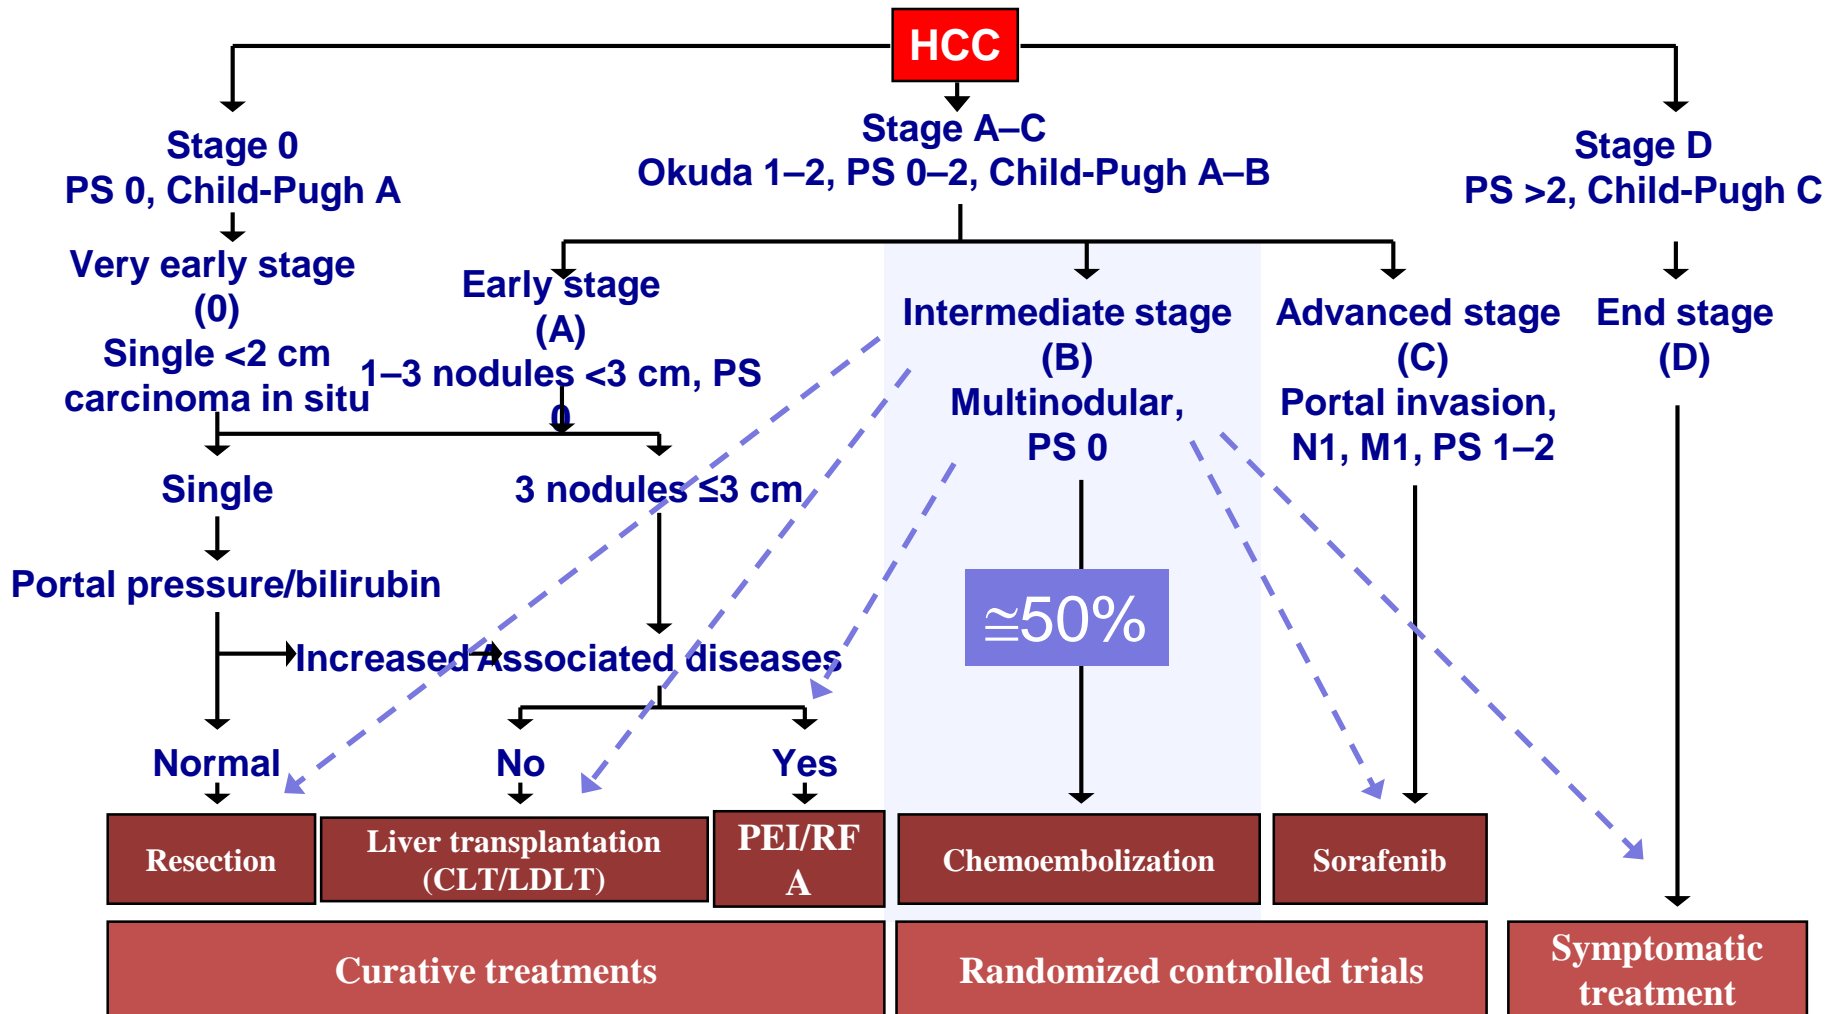 HCC
Stage 0
PS 0, Child-Pugh A
Stage A–C
Okuda 1–2, PS 0–2, Child-Pugh A–B
Stage D
PS >2, Child-Pugh C
Very early stage
(0)
Single <2 cm
carcinoma in situ
Early stage
(A)
1–3 nodules <3 cm, PS
0
Intermediate stage
(B)
Multinodular,
PS 0
Advanced stage
(C)
Portal invasion,
N1, M1, PS 1–2
End stage
(D)
Single
3 nodules ≤3 cm
Portal pressure/bilirubin
≅50%
Increased
Associated diseases
Normal
No
Yes
Resection
Liver transplantation
(CLT/LDLT)
PEI/RF
A
Chemoembolization
Sorafenib
Curative treatments
Randomized controlled trials
Symptomatic
treatment